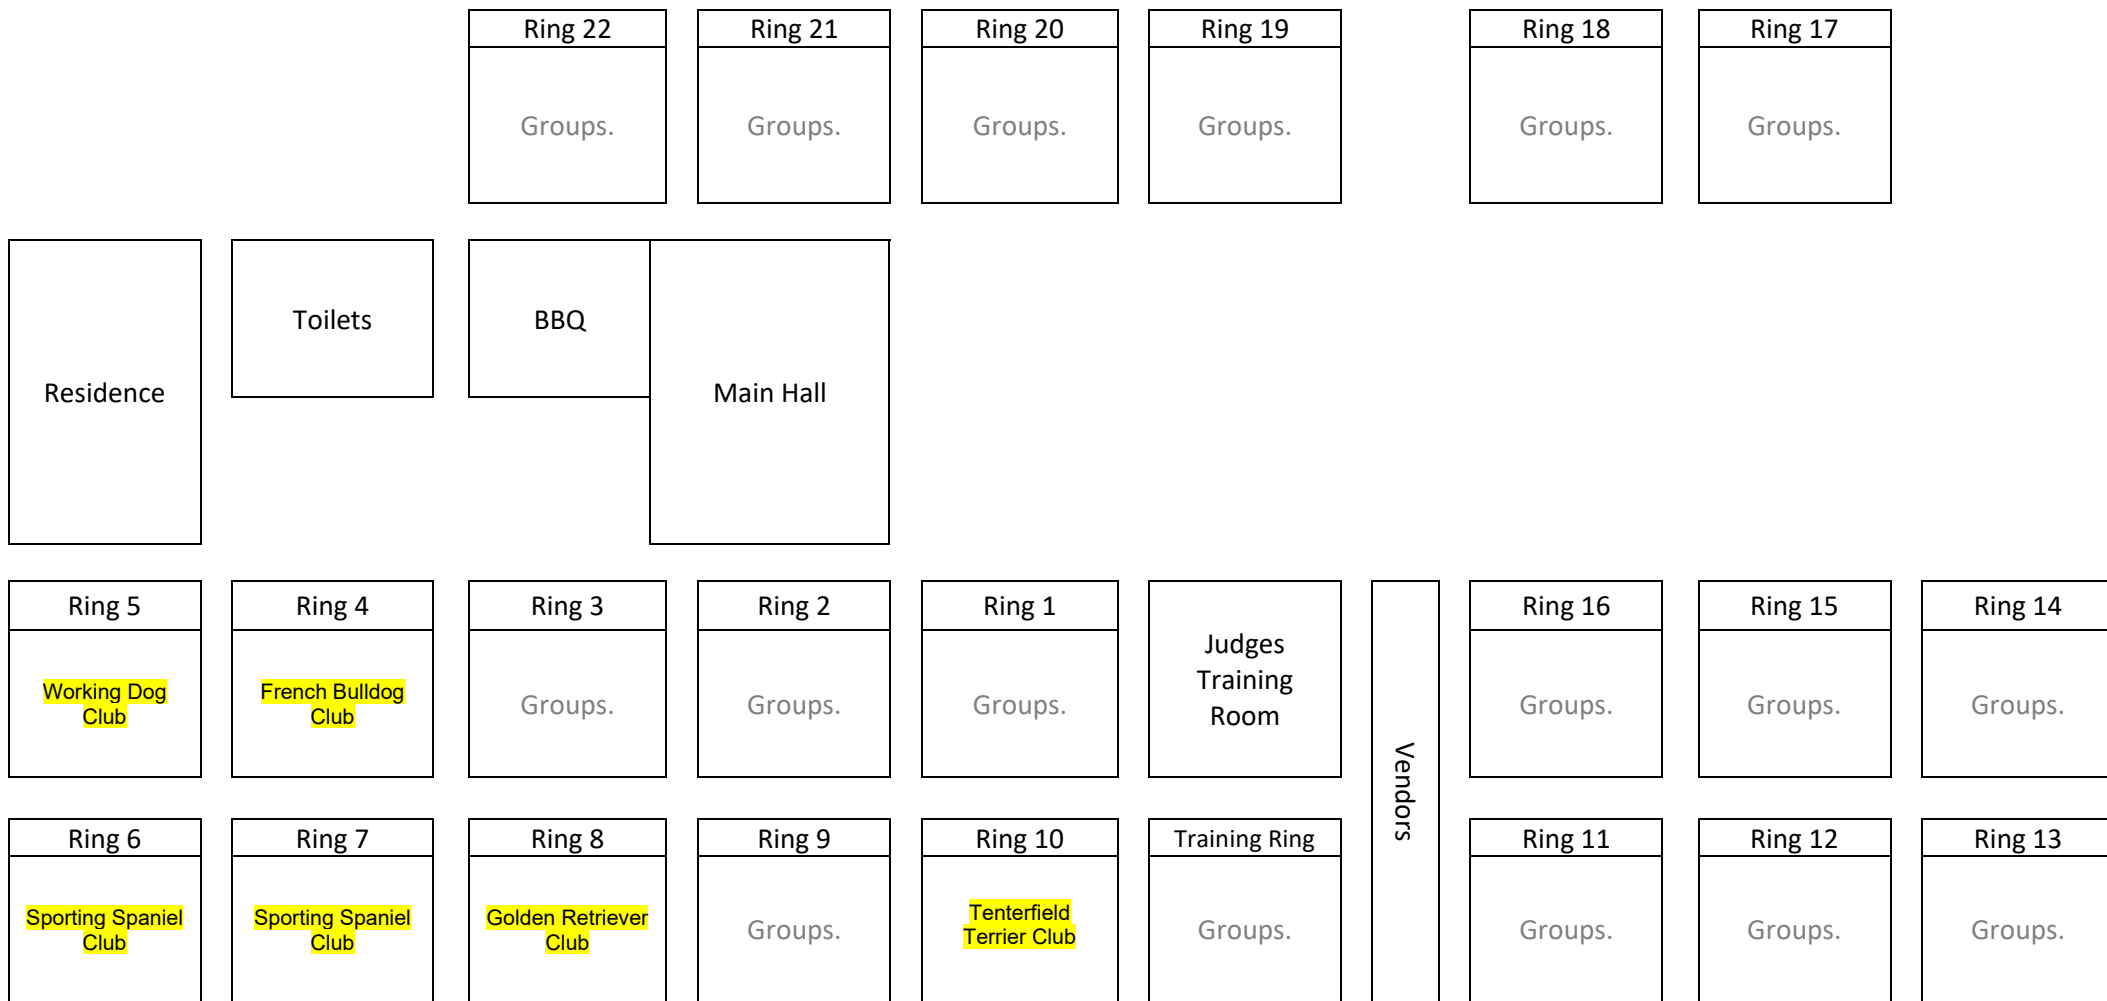 Ring 22
Ring 21
Ring 20
Ring 19
Ring 18
Ring 17
Groups.
Groups.
Groups.
Groups.
Groups.
Groups.
Residence
Toilets
BBQ
Main Hall
Ring 5
Ring 4
Ring 3
Ring 2
Ring 1
Judges
Training
Room
Vendors
Ring 16
Ring 15
Ring 14
Working Dog
Club
French Bulldog
Club
Groups.
Groups.
Groups.
Groups.
Groups.
Groups.
Ring 6
Ring 7
Ring 8
Ring 9
Ring 10
Training Ring
Ring 11
Ring 12
Ring 13
Sporting Spaniel
Club
Sporting Spaniel
Club
Golden Retriever
Club
Groups.
Tenterfield
Terrier Club
Groups.
Groups.
Groups.
Groups.